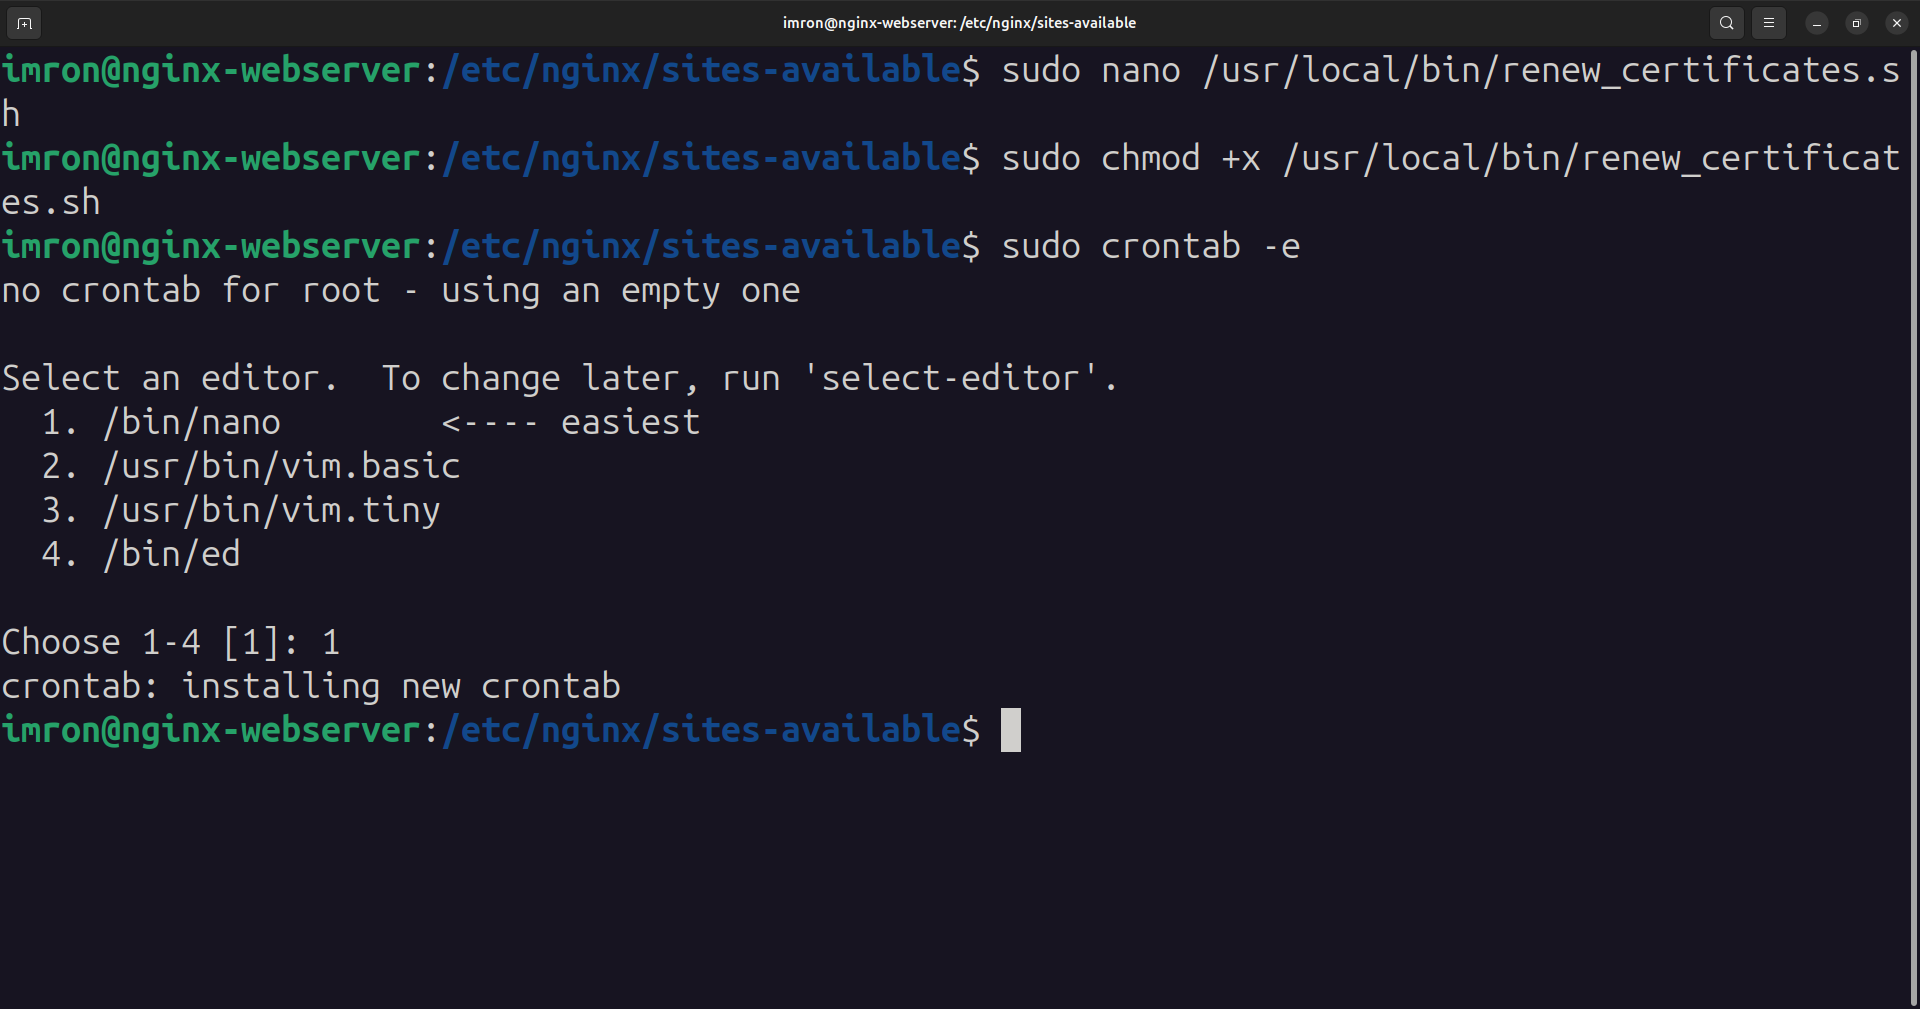 imron@nginx-webserver: /etc/nginx/sites-available
imron@nginx-webserver:/etc/nginx/sites-available$ sudo nano /usr/local/bin/renew_certificates.s
h
imron@nginx-webserver:/etc/nginx/sites-available$ sudo chmod +x /usr/local/bin/renew_certificat
es.sh
imron@nginx-webserver:/etc/nginx/sites-available$ sudo crontab -e
no crontab for root - using an empty one
Select an editor.  To change later, run 'select-editor'.
  1. /bin/nano        <---- easiest
  2. /usr/bin/vim.basic
  3. /usr/bin/vim.tiny
  4. /bin/ed
Choose 1-4 [1]: 1
crontab: installing new crontab
imron@nginx-webserver:/etc/nginx/sites-available$